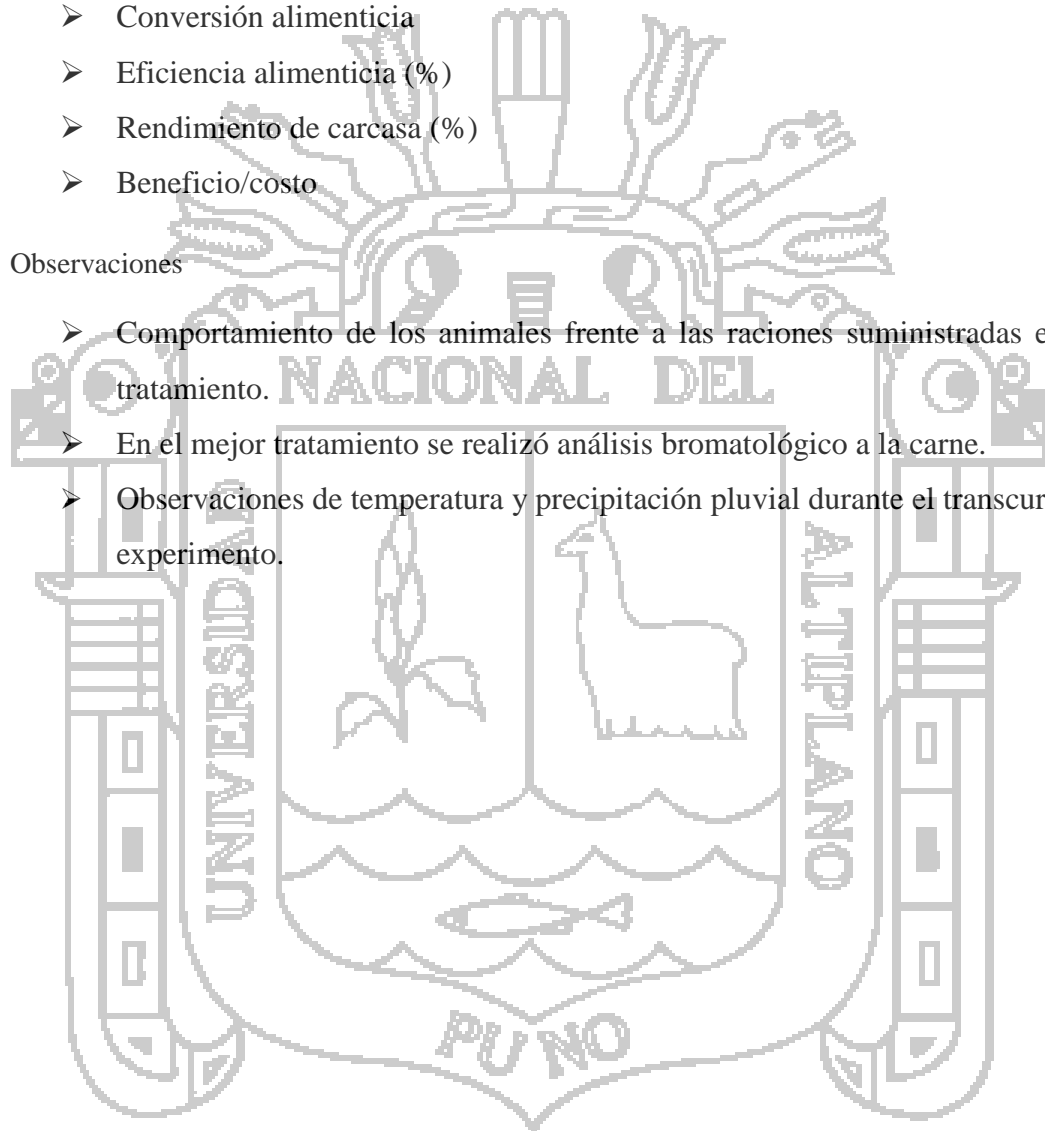 ➢ Conversión alimenticia
➢ Eficiencia alimenticia (%)
➢ Rendimiento de carcasa (%)
➢ Beneficio/costo
Observaciones
➢ Comportamiento de los animales frente a las raciones suministradas e
tratamiento.
➢ En el mejor tratamiento se realizó análisis bromatológico a la carne.
➢ Observaciones de temperatura y precipitación pluvial durante el transcur
experimento.
UNIVERSIDAD
NACIONAL DEL
ALTIPLANO
PUNO